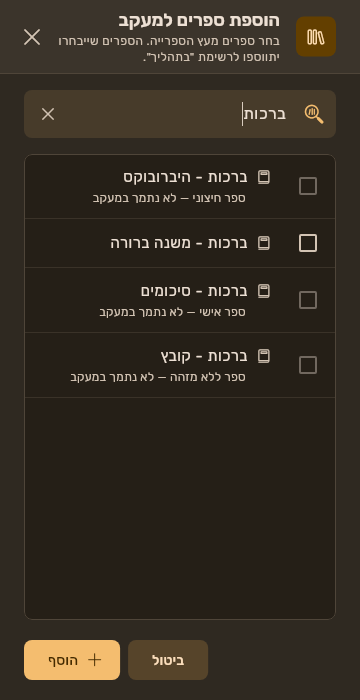 הוספת ספרים למעקב
בחר ספרים מעץ הספרייה. הספרים שייבחרו
יתווספו לרשימת "בתהליך".
ברכות
ברכות - היברובוקס
ספר חיצוני – לא נתמך במעקב
ברכות - משנה ברורה
ברכות - סיכומים
ספר אישי – לא נתמך במעקב
ברכות - קובץ
ספר ללא מזהה – לא נתמך במעקב
ביטול
הוסף